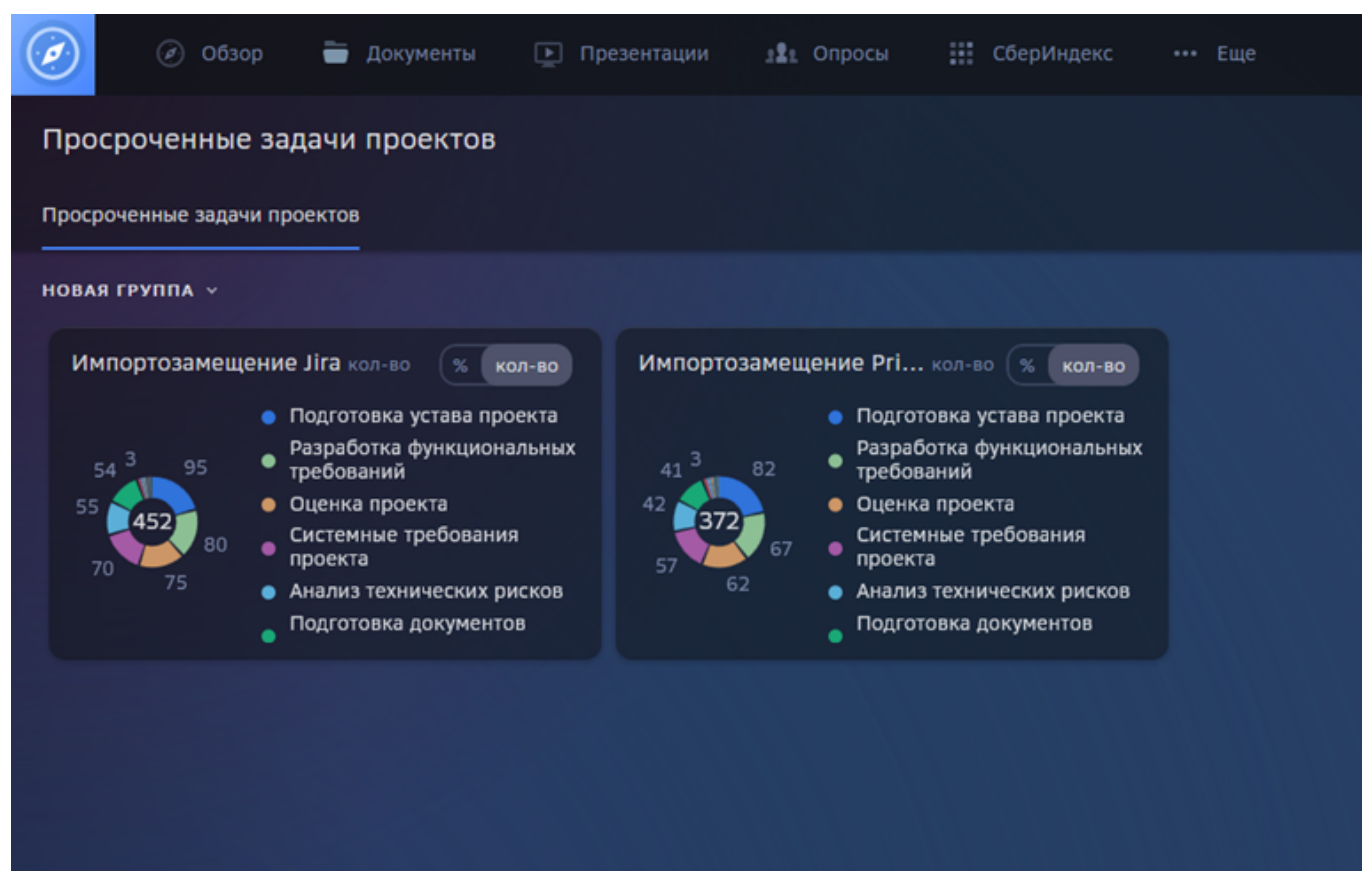 Обзор Документы Презентации Опросы СберИндекс ••• Еще
Просроченные задачи проектов
Просроченные задачи проектов
НОВАЯ ГРУППА
Импортозамещение Jira кол-во % кол-во
Подготовка устава проекта
Разработка функциональных
требований
Оценка проекта
Системные требования
проекта
Анализ технических рисков
Подготовка документов
54 3 95
55 452
80
70
75
Импортозамещение Pri... кол-во % кол-во
Подготовка устава проекта
Разработка функциональных
требований
Оценка проекта
Системные требования
проекта
Анализ технических рисков
Подготовка документов
41 3 82
42 372
67
57
62